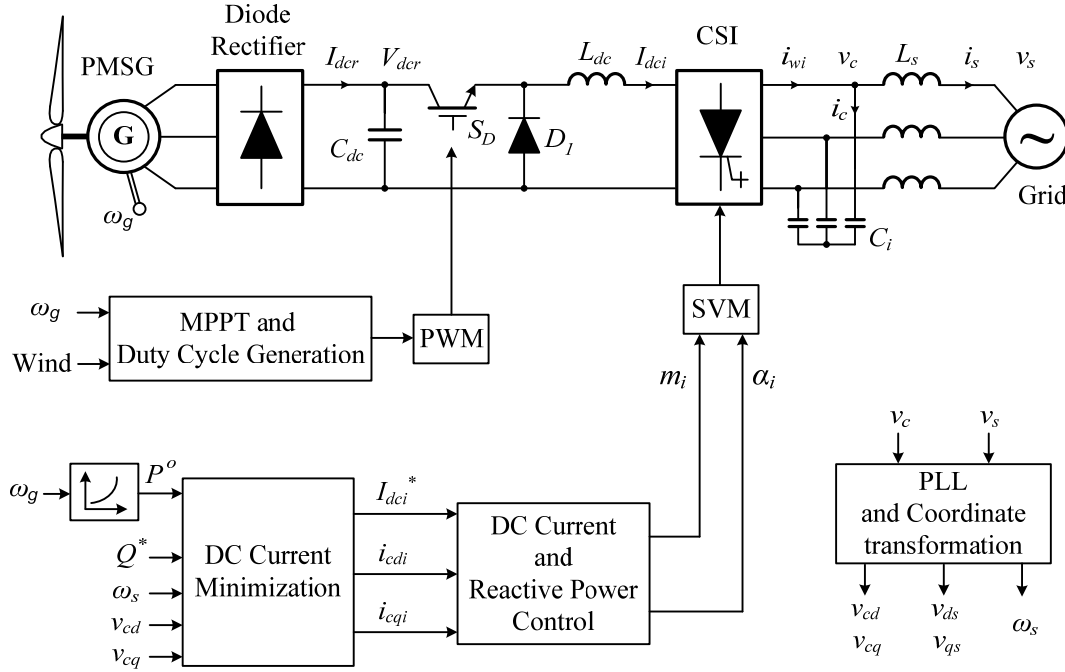 Diode
Rectifier
PMSG
G
ω_g
I_dcr
V_dcr
C_dc
S_D
D_1
L_dc
I_dci
CSI
i_wi
v_c
L_s
i_s
v_s
i_c
~
Grid
C_i
ω_g
Wind
MPPT and
Duty Cycle Generation
PWM
SVM
m_i
α_i
ω_g
P^o
Q^*
ω_s
v_cd
v_cq
DC Current
Minimization
I_dci^*
i_cdi
i_cqi
DC Current
and
Reactive Power
Control
v_c
v_s
PLL
and Coordinate
transformation
v_cd
v_cq
v_ds
v_qs
ω_s